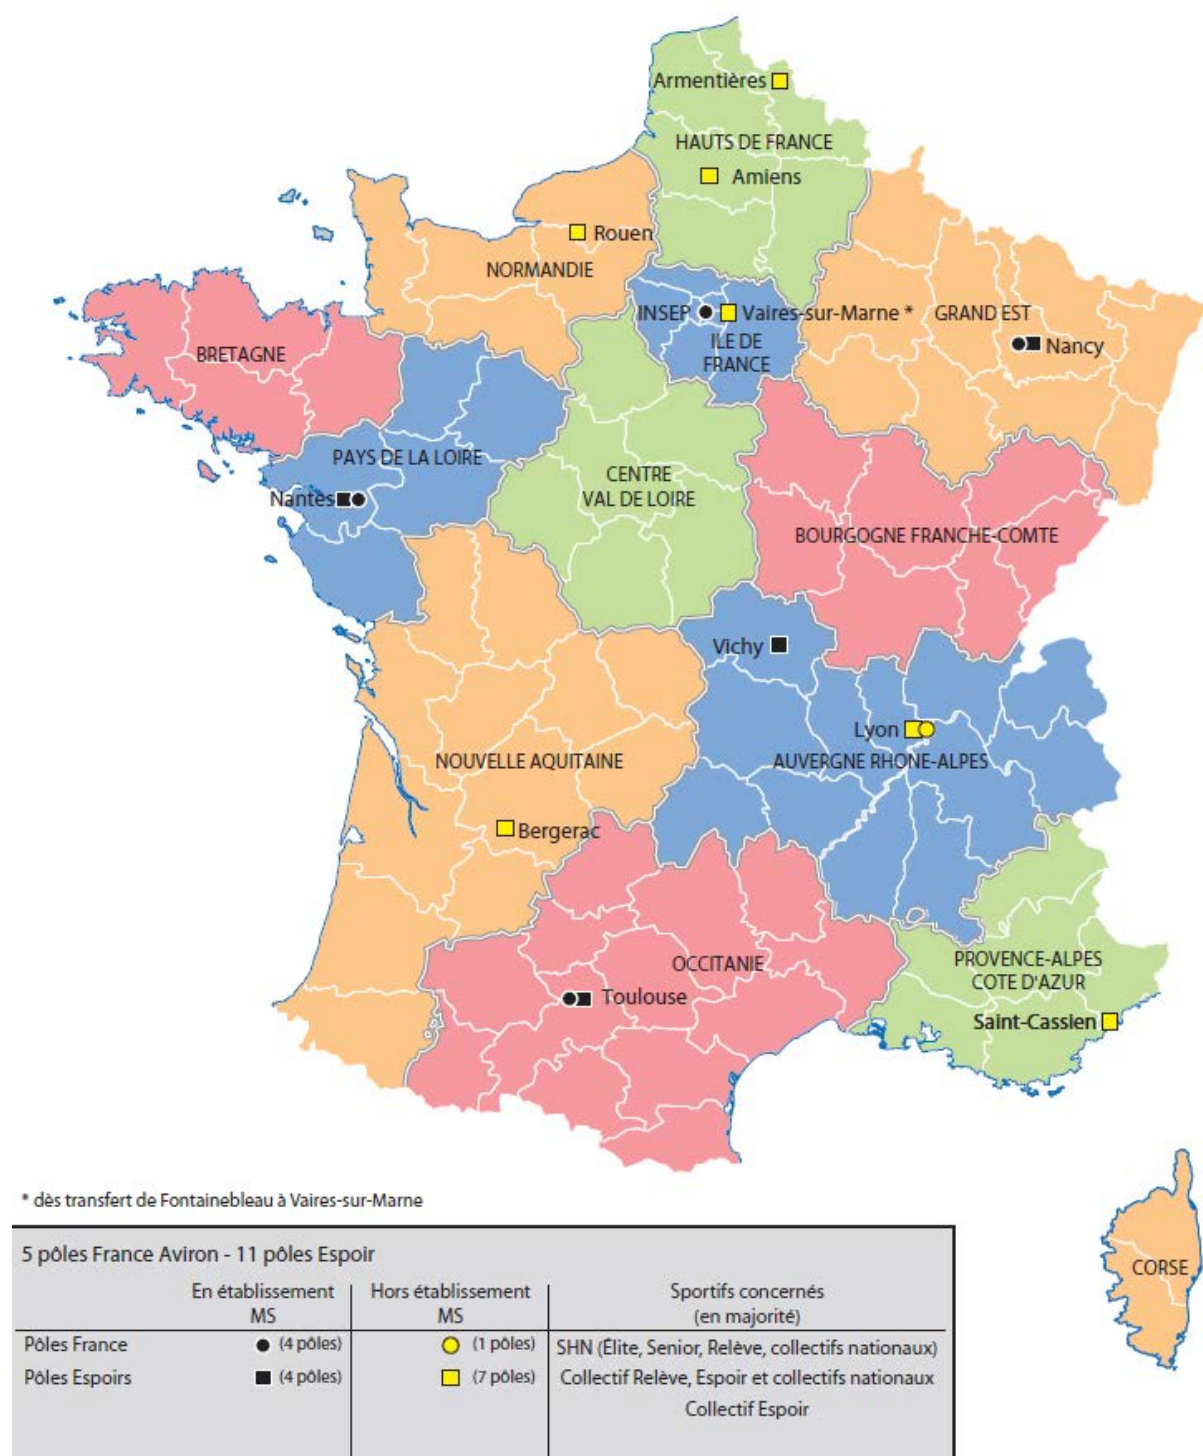 Armentières
HAUTS DE FRANCE
Amiens
Rouen
NORMANDIE
INSEP
Vaires-sur-Marne *
GRAND EST
ILE DE
FRANCE
Nancy
BRETAGNE
PAYS DE LA LOIRE
CENTRE
VAL DE LOIRE
Nantes
BOURGOGNE FRANCHE-COMTE
Vichy
Lyon
NOUVELLE AQUITAINE
AUVERGNE RHONE-ALPES
Bergerac
OCCITANIE
PROVENCE-ALPES
COTE D'AZUR
Toulouse
Saint-Cassien
* dès transfert de Fontainebleau à Vaires-sur-Marne
CORSE
5 pôles France Aviron - 11 pôles Espoir
En établissement Hors établissement Sportifs concernés
MS MS (en majorité)
Pôles France (4 pôles) (1 pôles) SHN (Élite, Senior, Relève, collectifs nationaux)
Pôles Espoirs (4 pôles) (7 pôles) Collectif Relève, Espoir et collectifs nationaux
Collectif Espoir